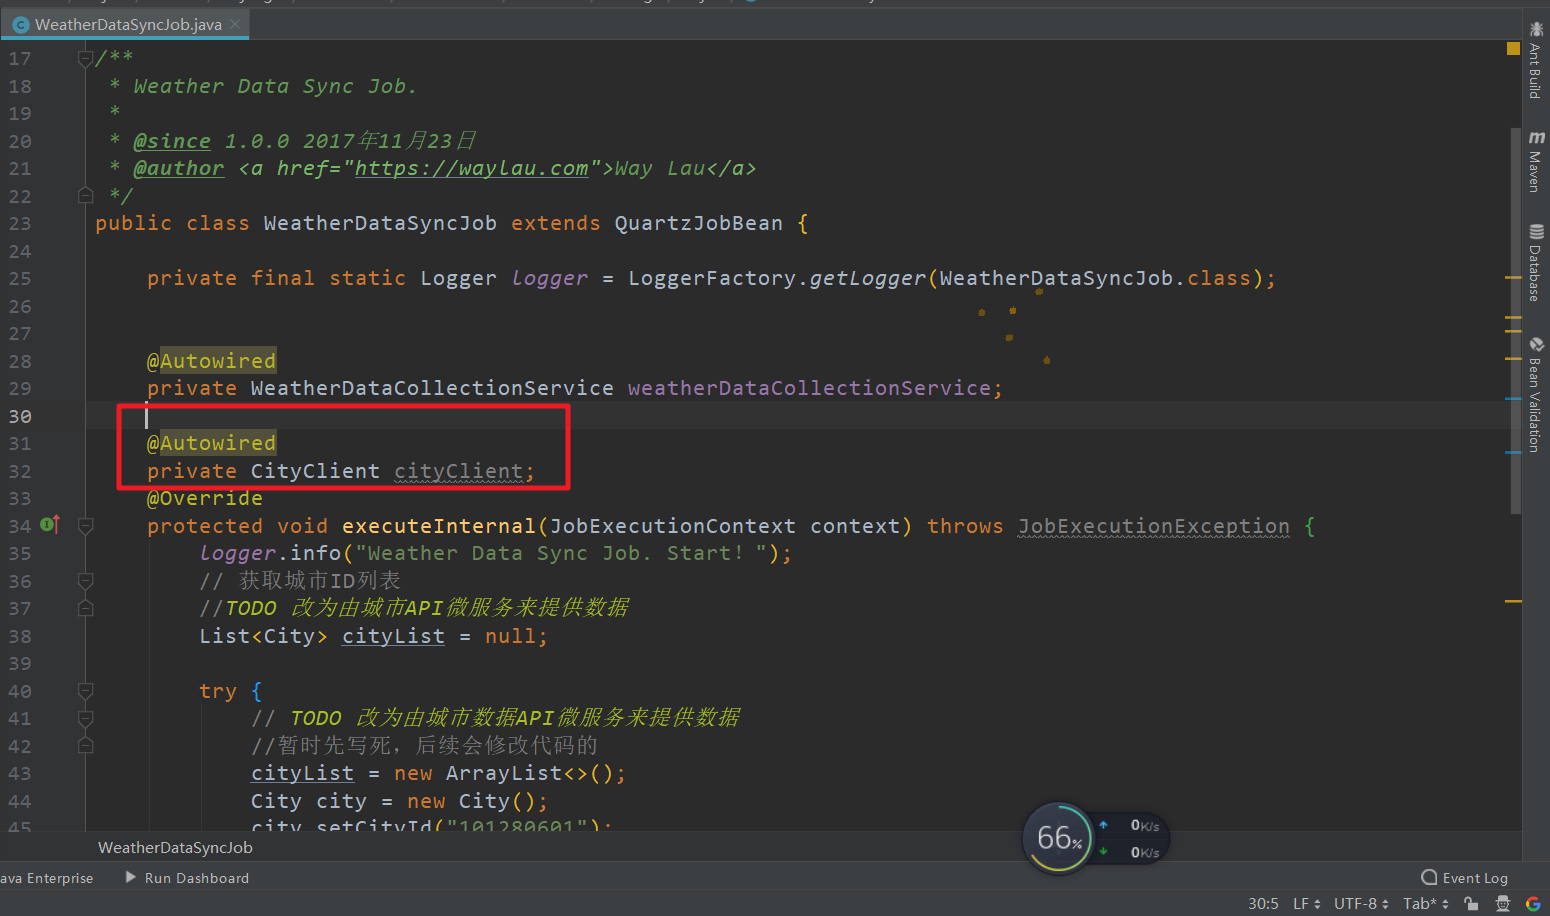 WeatherDataSyncJob.java
17 /**
18 * Weather Data Sync Job.
19 *
20 * @since 1.0.0 2017年11月23日
21 * @author <a href="https://waylau.com">Way Lau</a>
22 */
23 public class WeatherDataSyncJob extends QuartzJobBean {
24
25 private final static Logger logger = LoggerFactory.getLogger(WeatherDataSyncJob.class);
26
27
28 @Autowired
29 private WeatherDataCollectionService weatherDataCollectionService;
30
31 @Autowired
32 private CityClient cityClient;
33 @Override
34 protected void executeInternal(JobExecutionContext context) throws JobExecutionException {
35 logger.info("Weather Data Sync Job. Start！");
36 // 获取城市ID列表
37 //TODO 改为由城市API微服务来提供数据
38 List<City> cityList = null;
39
40 try {
41 // TODO 改为由城市数据API微服务来提供数据
42 //暂时先写死，后续会修改代码的
43 cityList = new ArrayList<>();
44 City city = new City();
45 city.setCityId("101280601");
Ant Build
Maven
Database
Bean Validation
66%
0K/s
0K/s
WeatherDataSyncJob
ava Enterprise
Run Dashboard
Event Log
30:5 LF UTF-8 Tab*